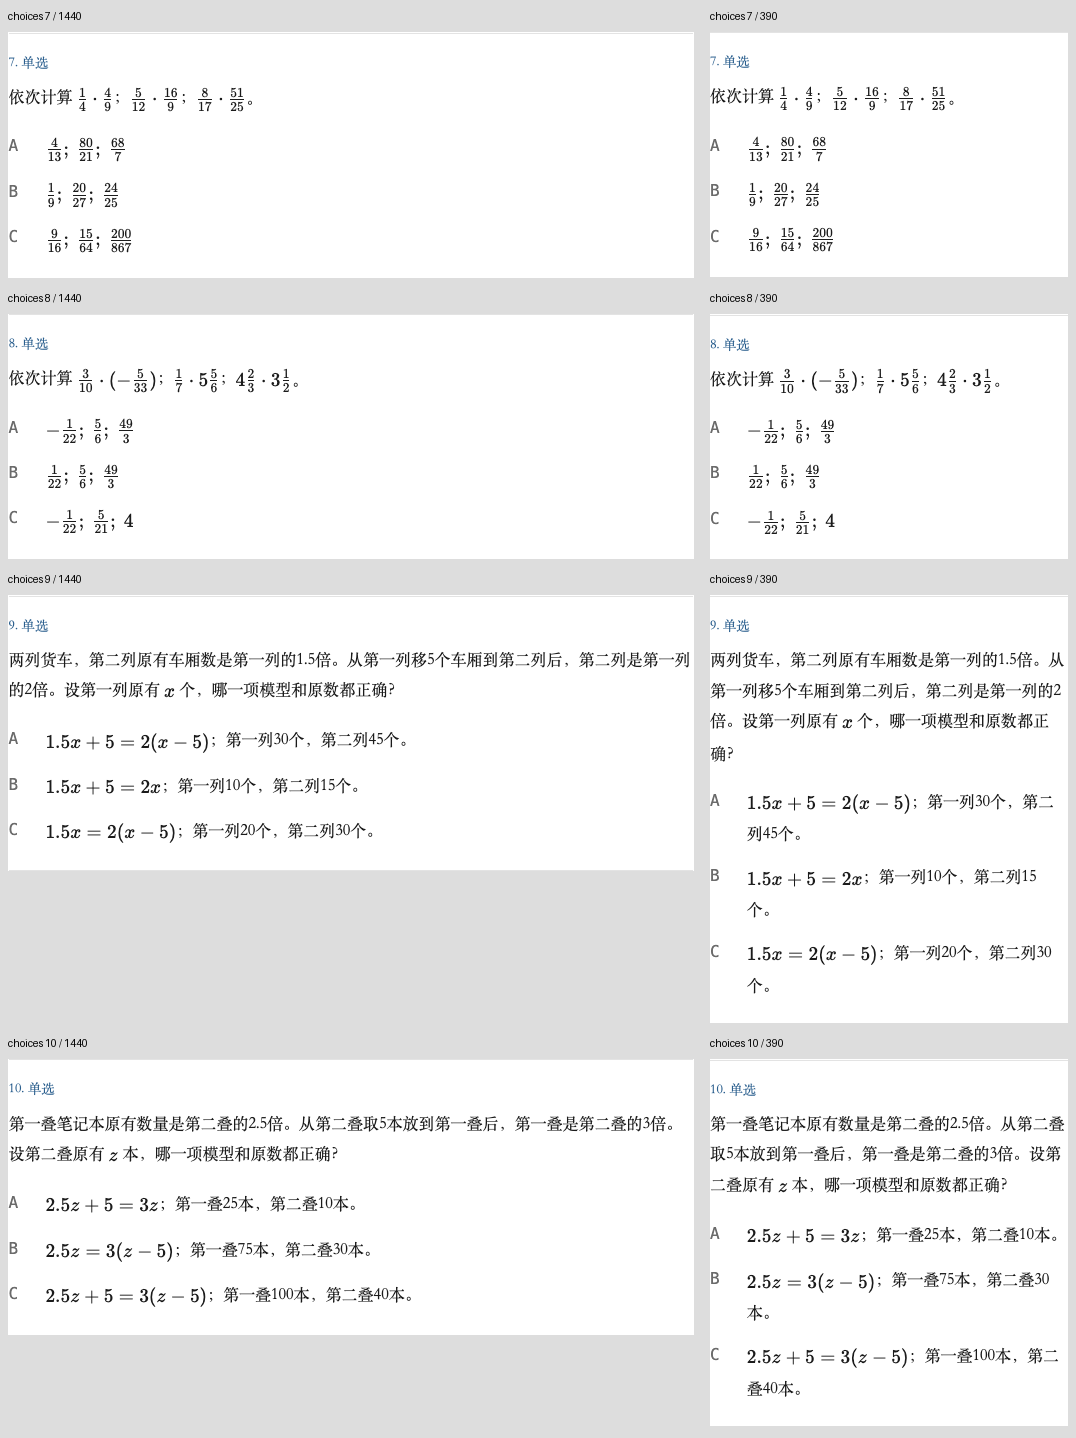 choices 7 / 1440
7. 单选
依次计算 1/4 · 4/9； 5/12 · 16/9； 8/17 · 51/25。
A 4/13; 80/21; 68/7
B 1/9; 20/27; 24/25
C 9/16; 15/64; 200/867
choices 7 / 390
7. 单选
依次计算 1/4 · 4/9； 5/12 · 16/9； 8/17 · 51/25。
A 4/13; 80/21; 68/7
B 1/9; 20/27; 24/25
C 9/16; 15/64; 200/867
choices 8 / 1440
8. 单选
依次计算 3/10 · (−5/33)； 1/7 · 5 5/6； 4 2/3 · 3 1/2。
A −1/22; 5/6; 49/3
B 1/22; 5/6; 49/3
C −1/22; 5/21; 4
choices 8 / 390
8. 单选
依次计算 3/10 · (−5/33)； 1/7 · 5 5/6； 4 2/3 · 3 1/2。
A −1/22; 5/6; 49/3
B 1/22; 5/6; 49/3
C −1/22; 5/21; 4
choices 9 / 1440
9. 单选
两列货车，第二列原有车厢数是第一列的1.5倍。从第一列移5个车厢到第二列后，第二列是第一列
的2倍。设第一列原有 x 个，哪一项模型和原数都正确?
A 1.5x + 5 = 2(x − 5)；第一列30个，第二列45个。
B 1.5x + 5 = 2x；第一列10个，第二列15个。
C 1.5x = 2(x − 5)；第一列20个，第二列30个。
choices 9 / 390
9. 单选
两列货车，第二列原有车厢数是第一列的1.5倍。从
第一列移5个车厢到第二列后，第二列是第一列的2
倍。设第一列原有 x 个，哪一项模型和原数都正
确?
A 1.5x + 5 = 2(x − 5)；第一列30个，第二
列45个。
B 1.5x + 5 = 2x；第一列10个，第二列15
个。
C 1.5x = 2(x − 5)；第一列20个，第二列30
个。
choices 10 / 1440
10. 单选
第一叠笔记本原有数量是第二叠的2.5倍。从第二叠取5本放到第一叠后，第一叠是第二叠的3倍。
设第二叠原有 z 本，哪一项模型和原数都正确?
A 2.5z + 5 = 3z；第一叠25本，第二叠10本。
B 2.5z = 3(z − 5)；第一叠75本，第二叠30本。
C 2.5z + 5 = 3(z − 5)；第一叠100本，第二叠40本。
choices 10 / 390
10. 单选
第一叠笔记本原有数量是第二叠的2.5倍。从第二叠
取5本放到第一叠后，第一叠是第二叠的3倍。设第
二叠原有 z 本，哪一项模型和原数都正确?
A 2.5z + 5 = 3z；第一叠25本，第二叠10本。
B 2.5z = 3(z − 5)；第一叠75本，第二叠30
本。
C 2.5z + 5 = 3(z − 5)；第一叠100本，第二
叠40本。